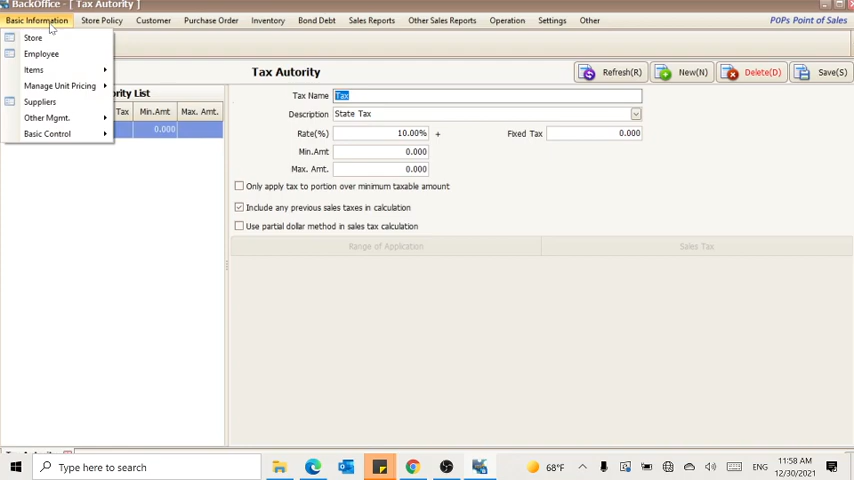 BackOffice - [ Tax Autority ]
Basic Information Store Policy Customer Purchase Order Inventory Bond Debt Sales Reports Other Sales Reports Operation Settings Other P0Ps Point of Sales
Store
Employee
Items
Manage Unit Pricing
Suppliers
Other Mgmt.
Basic Control
ority List
Tax Min.Amt Max. Amt.
0.000
Tax Autority Refresh(R) New(N) Delete(D) Save(S)
Tax Name Tax
Description State Tax
Rate(%) 10.00% + Fixed Tax 0.000
Min.Amt 0.000
Max. Amt. 0.000
Only apply tax to portion over minimum taxable amount
Include any previous sales taxes in calculation
Use partial dollar method in sales tax calculation
Range of Application Sales Tax
Type here to search 68°F ENG 11:58 AM
12/30/2021